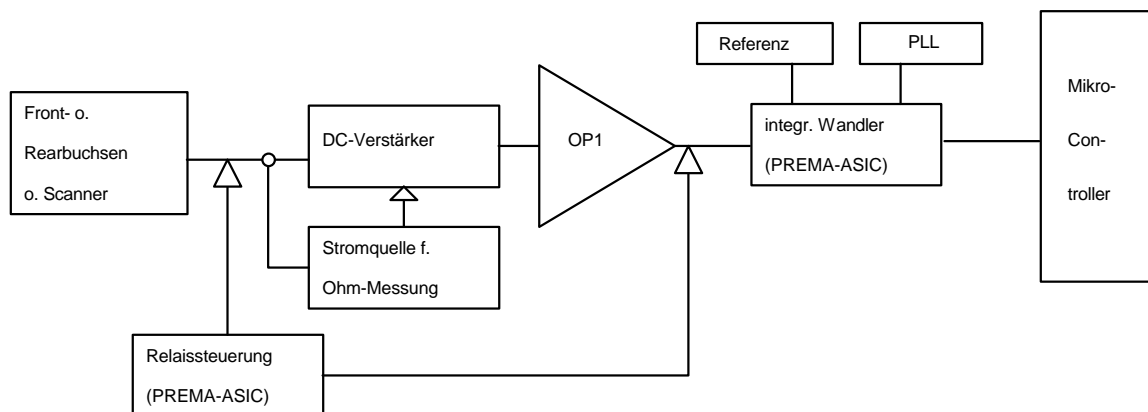 Front- o.
Rearbuchsen
o. Scanner
DC-Verstärker
Stromquelle f.
Ohm-Messung
Relaissteuerung
(PREMA-ASIC)
OP1
Referenz
PLL
integr. Wandler
(PREMA-ASIC)
Mikro-
Con-
troller